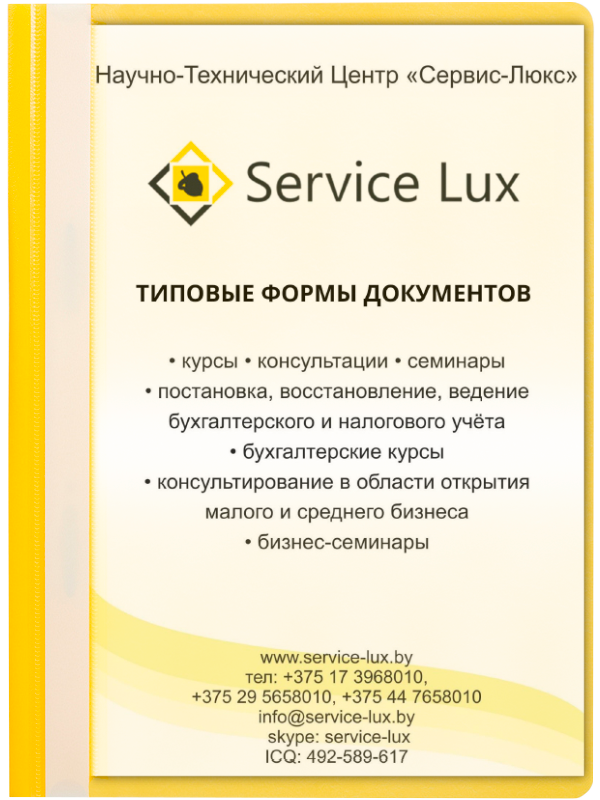 Научно-Технический Центр «Сервис-Люкс»
Service Lux
ТИПОВЫЕ ФОРМЫ ДОКУМЕНТОВ
• курсы • консультации • семинары
• постановка, восстановление, ведение
бухгалтерского и налогового учёта
• бухгалтерские курсы
• консультирование в области открытия
малого и среднего бизнеса
• бизнес-семинары
www.service-lux.by
тел: +375 17 3968010,
+375 29 5658010, +375 44 7658010
info@service-lux.by
skype: service-lux
ICQ: 492-589-617